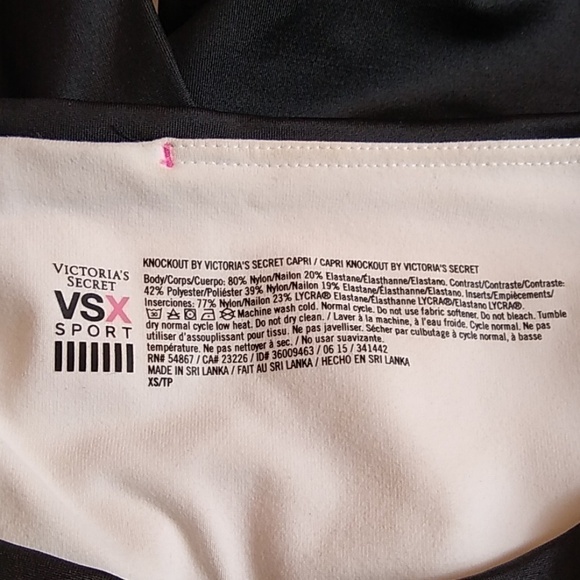 VICTORIA'S
SECRET
VSX
SPORT
KNOCKOUT BY VICTORIA'S SECRET CAPRI / CAPRI KNOCKOUT BY VICTORIA'S SECRET
Body/Corps/Cuerpo: 80% Nylon/Nailon 20% Elastane/Élasthanne/Elastano. Contrast/Contraste/Contraste:
42% Polyester/Poliéster 39% Nylon/Nailon 19% Elastane/Élasthanne/Elastano. Inserts/Empiècements/
Inserciones: 77% Nylon/Nailon 23% LYCRA® Elastane/Élasthanne LYCRA®/Elastano LYCRA®.
Machine wash cold. Normal cycle. Do not use fabric softener. Do not bleach. Tumble
dry normal cycle low heat. Do not dry clean. / Laver à la machine, à l'eau froide. Cycle normal. Ne pas
utiliser d'assouplissant pour tissu. Ne pas javelliser. Sécher par culbutage à cycle normal, à basse
température. Ne pas nettoyer à sec. / No usar suavizante.
RN# 54867 / CA# 23226 / ID# 36009463 / 06 15 / 341442
MADE IN SRI LANKA / FAIT AU SRI LANKA / HECHO EN SRI LANKA
XS/TP